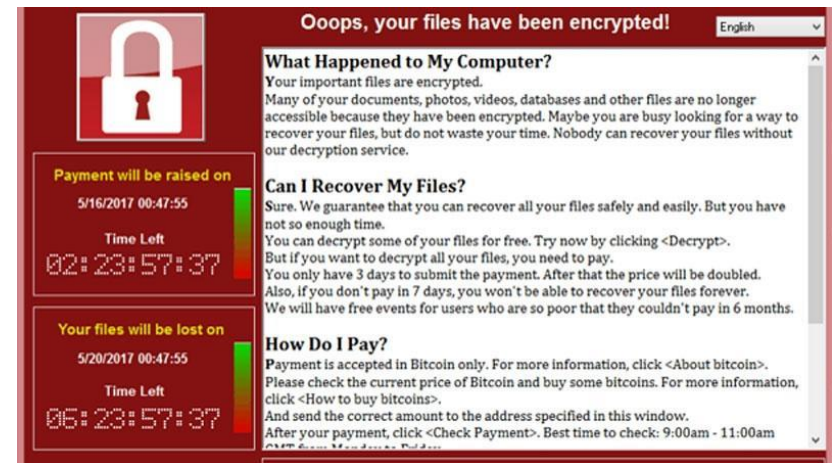 Ooops, your files have been encrypted!
English
What Happened to My Computer?
Your important files are encrypted.
Many of your documents, photos, videos, databases and other files are no longer
accessible because they have been encrypted. Maybe you are busy looking for a way to
recover your files, but do not waste your time. Nobody can recover your files without
our decryption service.
Can I Recover My Files?
Sure. We guarantee that you can recover all your files safely and easily. But you have
not so enough time.
You can decrypt some of your files for free. Try now by clicking <Decrypt>.
But if you want to decrypt all your files, you need to pay.
You only have 3 days to submit the payment. After that the price will be doubled.
Also, if you don't pay in 7 days, you won't be able to recover your files forever.
We will have free events for users who are so poor that they couldn't pay in 6 months.
How Do I Pay?
Payment is accepted in Bitcoin only. For more information, click <About bitcoin>.
Please check the current price of Bitcoin and buy some bitcoins. For more information,
click <How to buy bitcoins>.
And send the correct amount to the address specified in this window.
After your payment, click <Check Payment>. Best time to check: 9:00am - 11:00am
GMT from Monday to Friday.
Payment will be raised on
5/16/2017 00:47:55
Time Left
02:23:57:37
Your files will be lost on
5/20/2017 00:47:55
Time Left
06:23:57:37